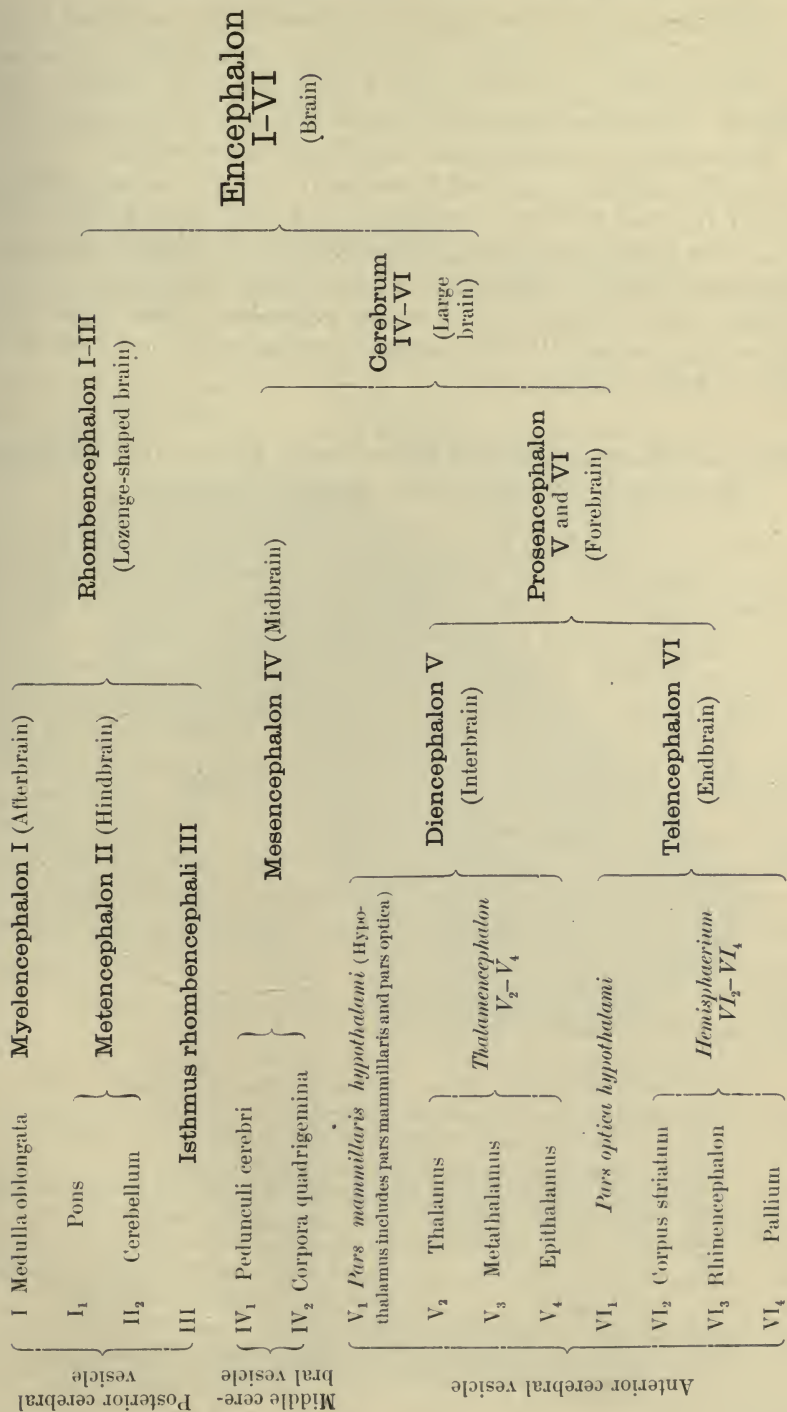 Posterior cerebral
vesicle
I Medulla oblongata
Myelencephalon I (Afterbrain)
I₁ Pons
II₂ Cerebellum
Metencephalon II (Hindbrain)
III
Isthmus rhombencephali III
Rhombencephalon I–III
(Lozenge-shaped brain)
Middle cere-
bral vesicle
IV₁ Pedunculi cerebri
IV₂ Corpora quadrigemina
Mesencephalon IV (Midbrain)
Anterior cerebral vesicle
V₁ Pars mammillaris hypothalami (Hypo-
thalamus includes pars mammillaris and pars optica)
V₂ Thalamus
V₃ Metathalamus
V₄ Epithalamus
Thalamencephalon
V₂–V₄
Diencephalon V
(Interbrain)
VI₁ Pars optica hypothalami
VI₂ Corpus striatum
VI₃ Rhinencephalon
VI₄ Pallium
Hemisphaerium
VI₂–VI₄
Telencephalon VI
(Endbrain)
Prosencephalon
V and VI
(Forebrain)
Cerebrum
IV–VI
(Large
brain)
Encephalon
I–VI
(Brain)